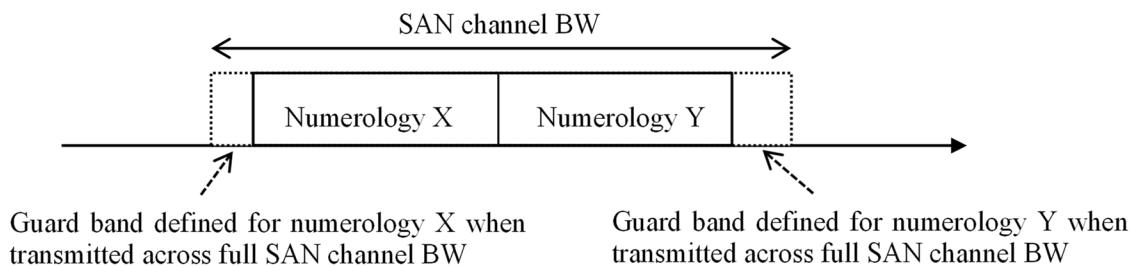 SAN channel BW
Numerology X
Numerology Y
Guard band defined for numerology X when
transmitted across full SAN channel BW
Guard band defined for numerology Y when
transmitted across full SAN channel BW